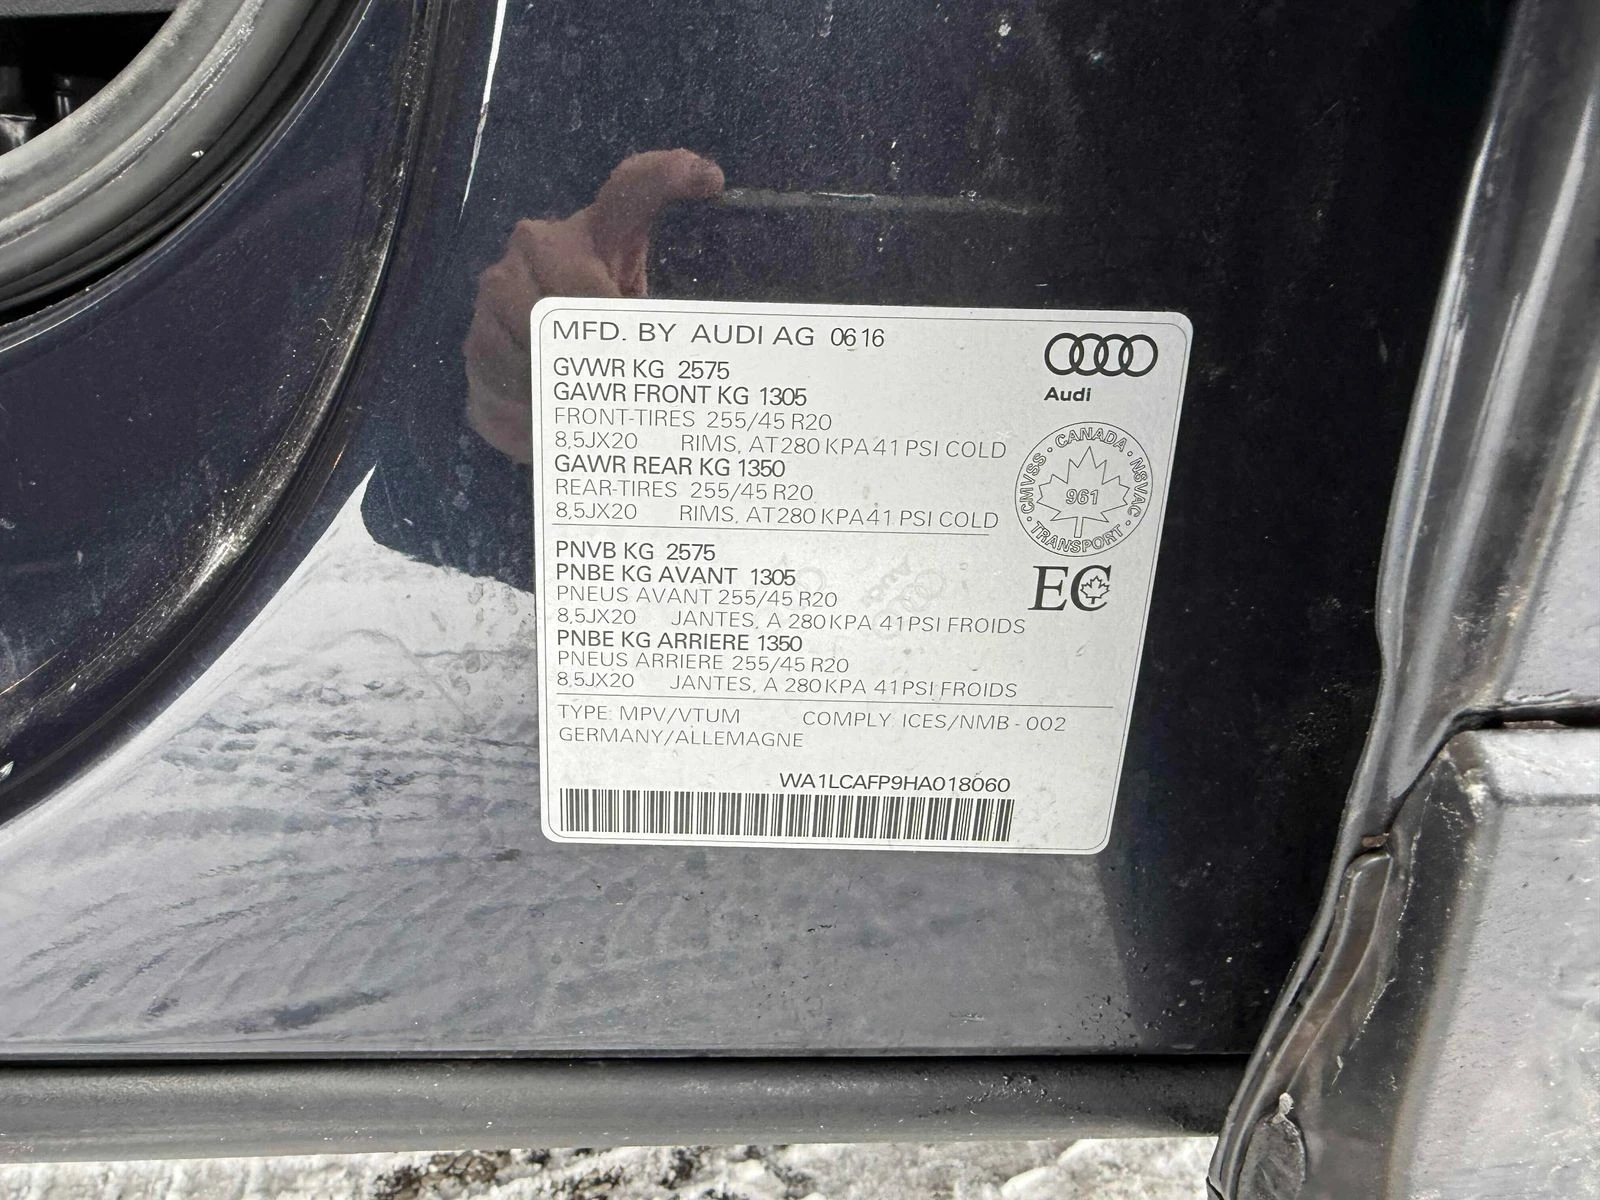 MFD. BY AUDI AG 06 16
GVWR KG 2575
GAWR FRONT KG 1305
FRONT-TIRES 255/45 R20
8,5JX20 RIMS, AT 280 KPA 41 PSI COLD
GAWR REAR KG 1350
REAR-TIRES 255/45 R20
8,5JX20 RIMS, AT 280 KPA 41 PSI COLD
PNVB KG 2575
PNBE KG AVANT 1305
PNEUS AVANT 255/45 R20
8,5JX20 JANTES, A 280 KPA 41 PSI FROIDS
PNBE KG ARRIERE 1350
PNEUS ARRIERE 255/45 R20
8,5JX20 JANTES, A 280 KPA 41 PSI FROIDS
TYPE: MPV/VTUM COMPLY: ICES/NMB - 002
GERMANY/ALLEMAGNE
WA1LCAFP9HA018060
Audi
CANADA · NSVAC · TRANSPORT · CMVSS ·
961
EC